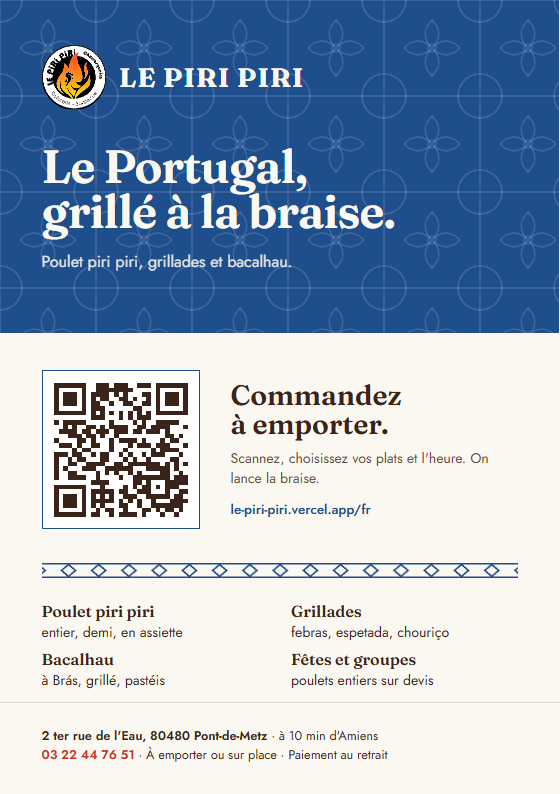 LE PIRI PIRI
LE PIRI PIRI
Le Portugal,
grillé à la braise.
Poulet piri piri, grillades et bacalhau.
Commandez
à emporter.
Scannez, choisissez vos plats et l'heure. On
lance la braise.
le-piri-piri.vercel.app/fr
Poulet piri piri
entier, demi, en assiette
Grillades
febras, espetada, chouriço
Bacalhau
à Brás, grillé, pastéis
Fêtes et groupes
poulets entiers sur devis
2 ter rue de l'Eau, 80480 Pont-de-Metz · à 10 min d'Amiens
03 22 44 76 51 · À emporter ou sur place · Paiement au retrait